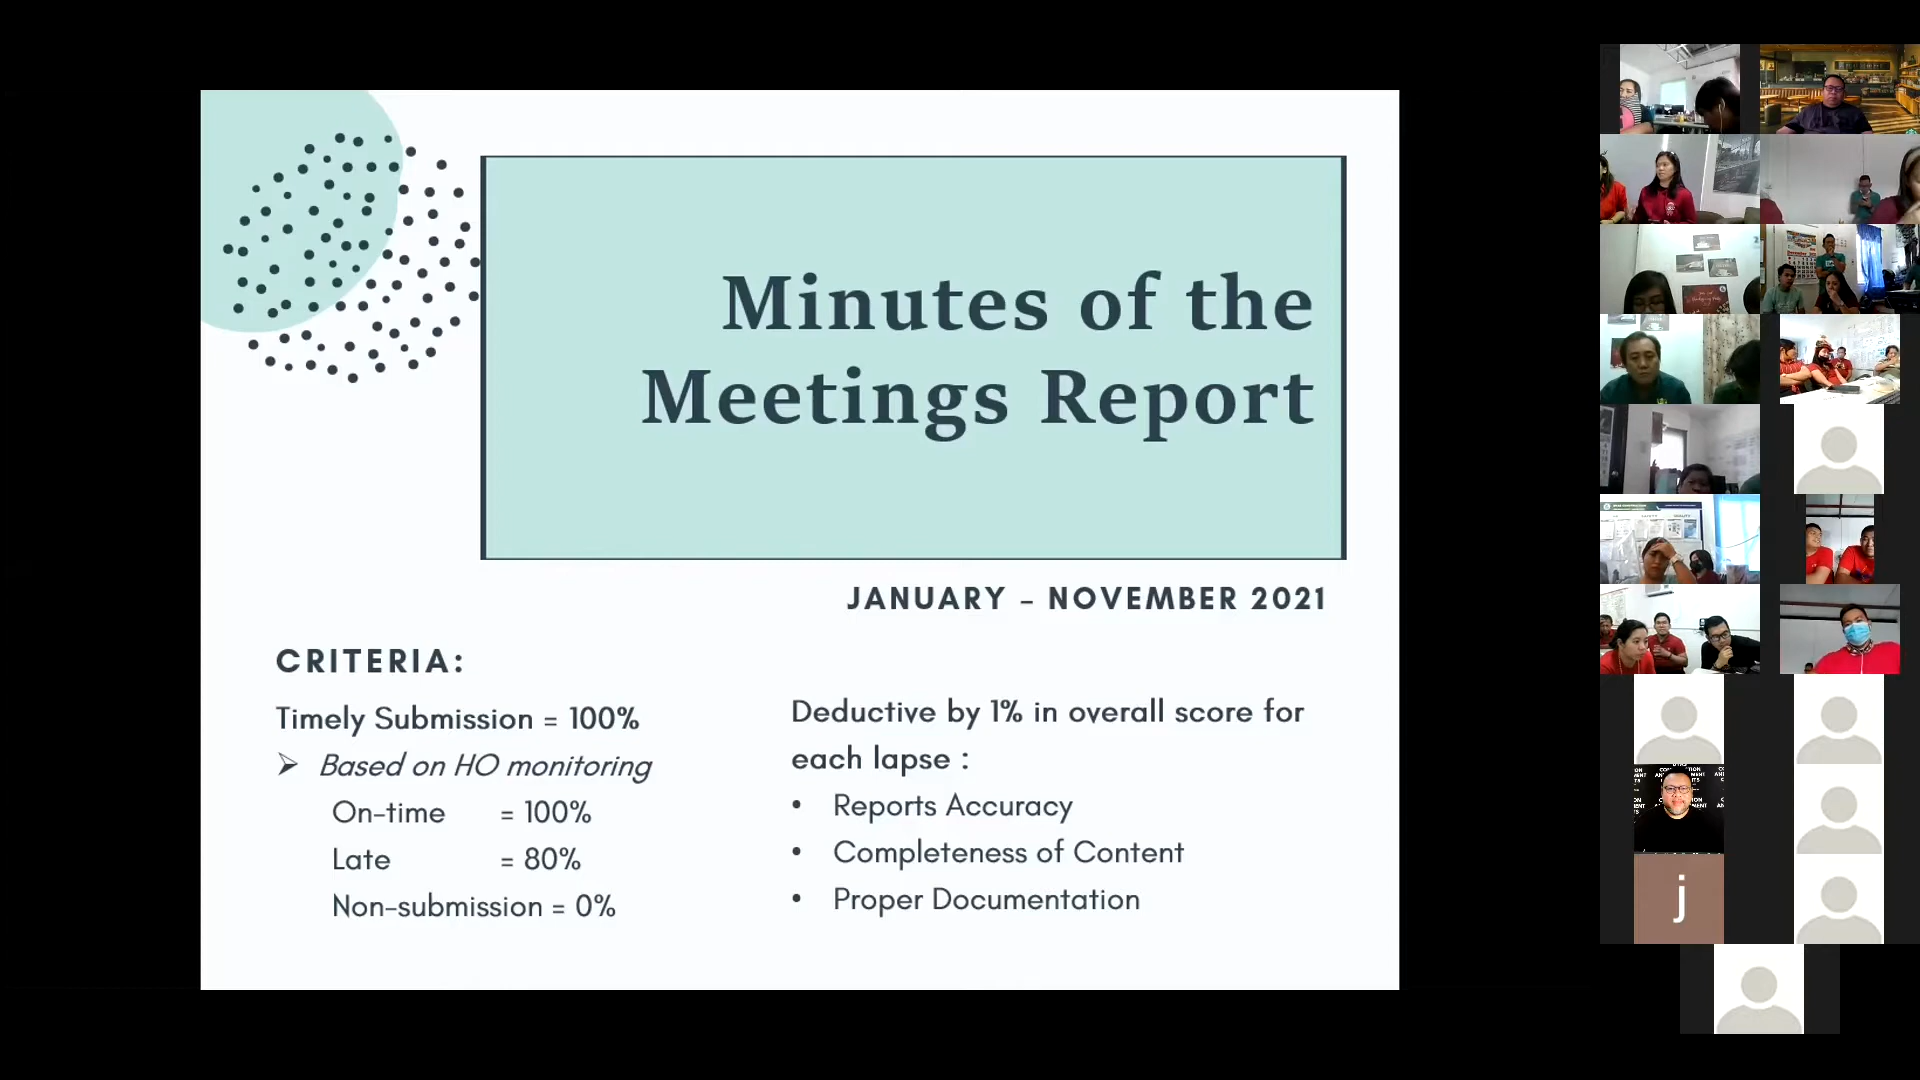 Minutes of the
Meetings Report
JANUARY – NOVEMBER 2021
CRITERIA:
Timely Submission = 100%
➢ Based on HO monitoring
On-time = 100%
Late = 80%
Non-submission = 0%
Deductive by 1% in overall score for
each lapse :
• Reports Accuracy
• Completeness of Content
• Proper Documentation
j